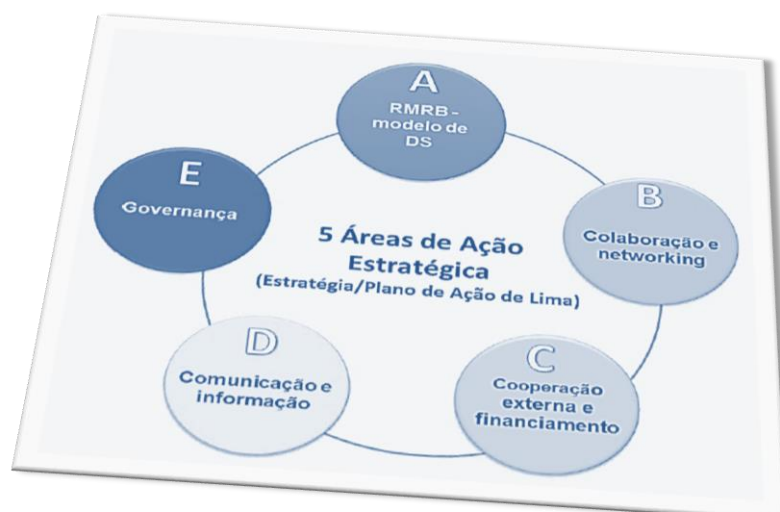 A
RMRB -
modelo de
DS
B
Colaboração e
networking
C
Cooperação
externa e
financiamento
D
Comunicação e
informação
E
Governança
5 Áreas de Ação
Estratégica
(Estratégia/Plano de Ação de Lima)